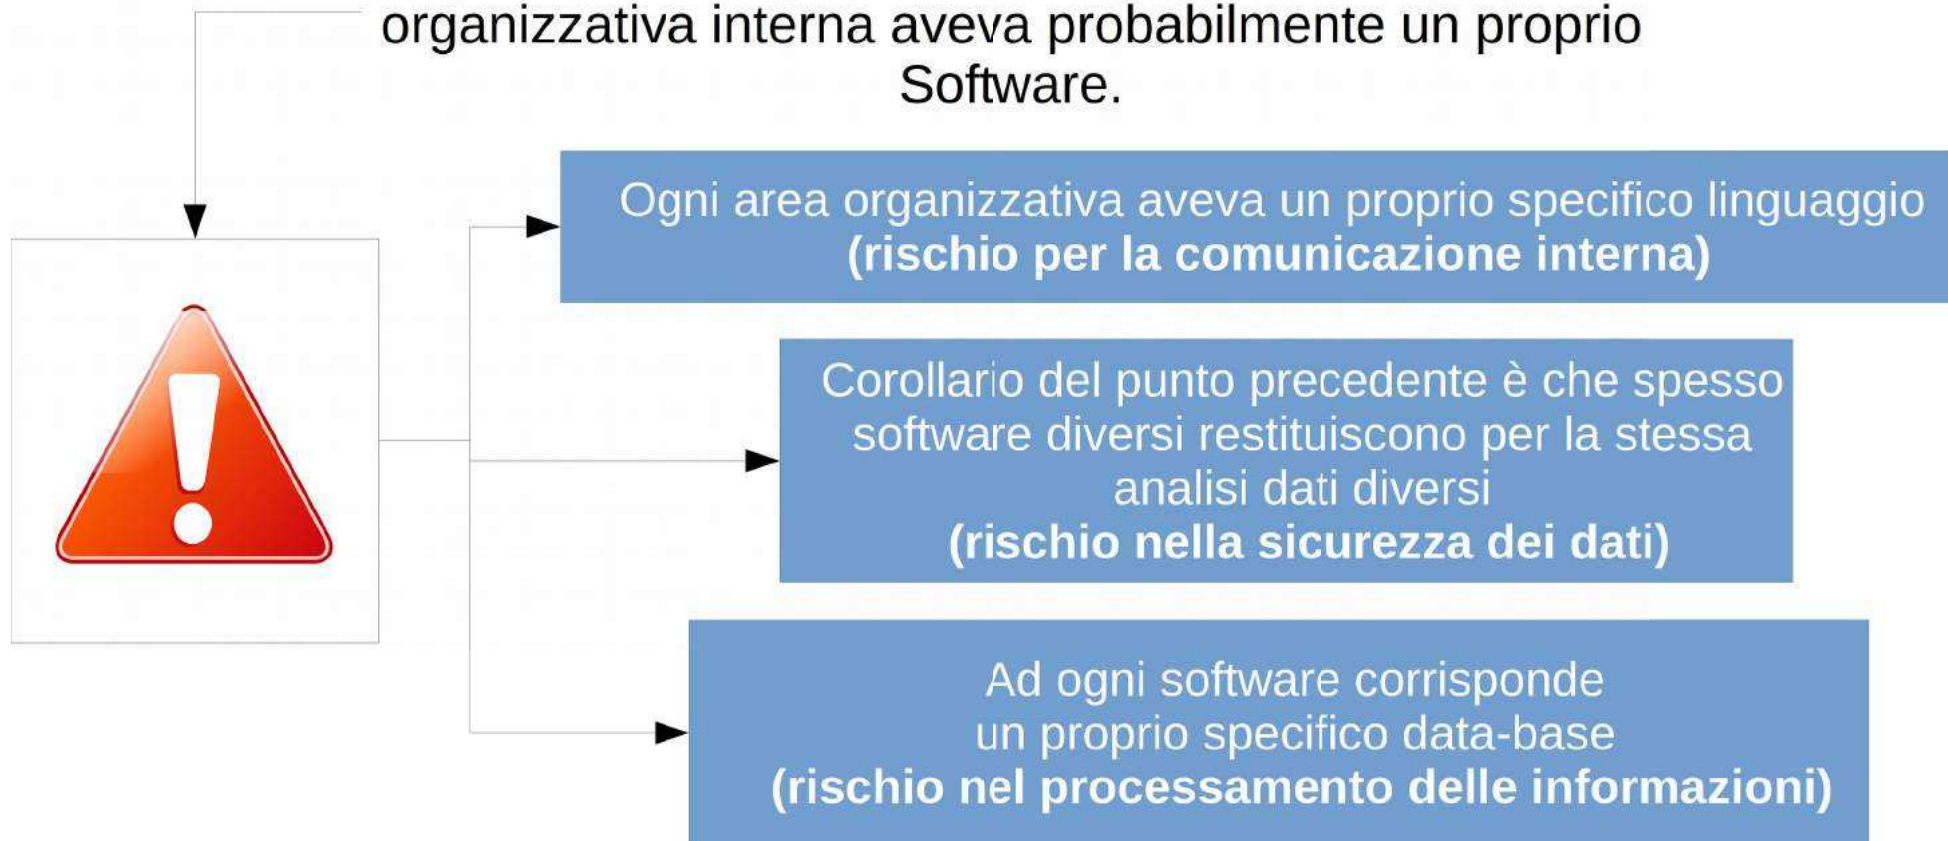 organizzativa interna aveva probabilmente un proprio
Software.
Ogni area organizzativa aveva un proprio specifico linguaggio
(rischio per la comunicazione interna)
Corollario del punto precedente è che spesso
software diversi restituiscono per la stessa
analisi dati diversi
(rischio nella sicurezza dei dati)
Ad ogni software corrisponde
un proprio specifico data-base
(rischio nel processamento delle informazioni)